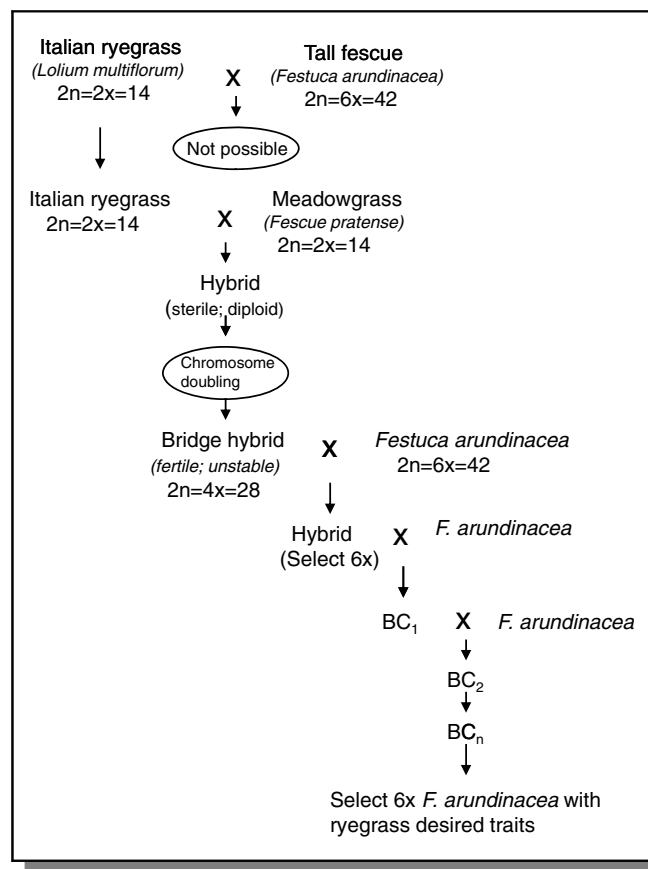 Italian ryegrass
(Lolium multiflorum)
2n=2x=14
X
Tall fescue
(Festuca arundinacea)
2n=6x=42
Not possible
Italian ryegrass
2n=2x=14
X
Meadowgrass
(Fescue pratense)
2n=2x=14
Hybrid
(sterile; diploid)
Chromosome
doubling
Bridge hybrid
(fertile; unstable)
2n=4x=28
X
Festuca arundinacea
2n=6x=42
Hybrid
(Select 6x)
X
F. arundinacea
BC₁
X
F. arundinacea
BC₂
BCₙ
Select 6x F. arundinacea with
ryegrass desired traits